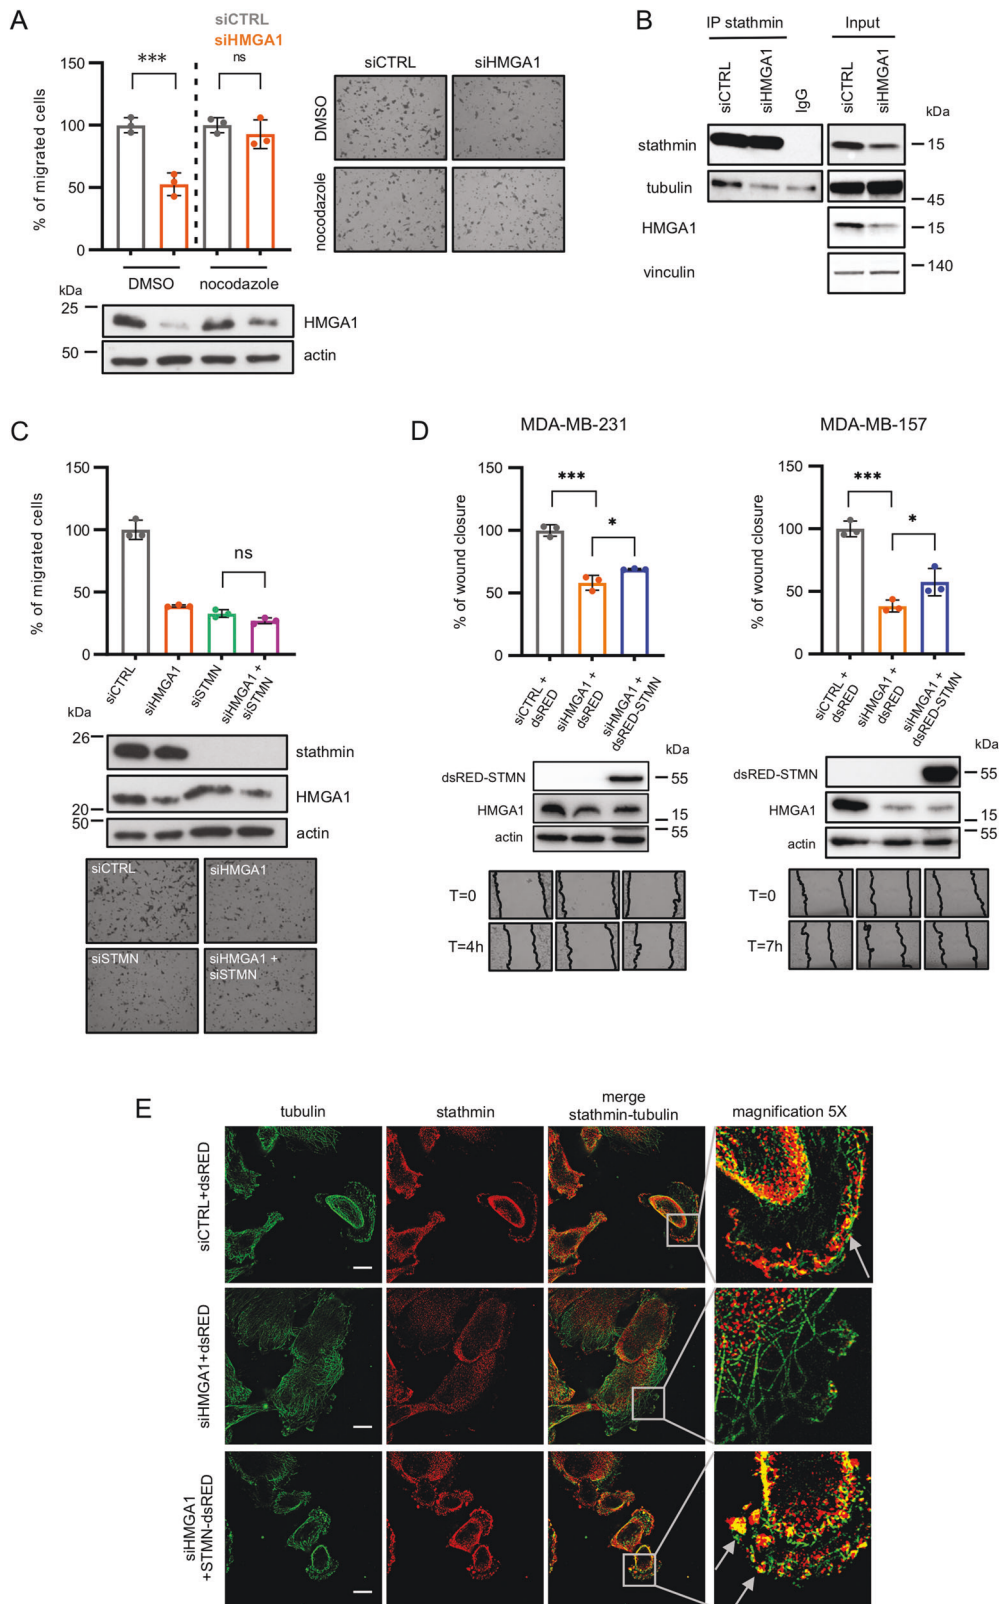 A
siCTRL
siHMGA1
*** ns
150
100
50
0
% of migrated cells
DMSO nocodazole
kDa
25
HMGA1
50
actin
siCTRL siHMGA1
DMSO
nocodazole
B
IP stathmin Input
siCTRL siHMGA1 IgG siCTRL siHMGA1
kDa
stathmin 15
tubulin
45
HMGA1 15
140
vinculin
C
150
100
50
0
% of migrated cells
ns
siCTRL
siHMGA1
siSTMN
siHMGA1 +
siSTMN
kDa
26
stathmin
HMGA1
20
50
actin
siCTRL siHMGA1
siSTMN siHMGA1 +
siSTMN
D
MDA-MB-231
150
100
50
0
% of wound closure
***
*
siCTRL +
dsRED
siHMGA1 +
dsRED
siHMGA1 +
dsRED-STMN
kDa
dsRED-STMN 55
HMGA1 15
55
actin
T=0
T=4h
MDA-MB-157
150
100
50
0
% of wound closure
***
*
siCTRL +
dsRED
siHMGA1 +
dsRED
siHMGA1 +
dsRED-STMN
kDa
dsRED-STMN 55
HMGA1 15
55
actin
T=0
T=7h
E
tubulin stathmin merge
stathmin-tubulin
magnification 5X
siCTRL+dsRED
siHMGA1+dsRED
siHMGA1
+STMN-dsRED